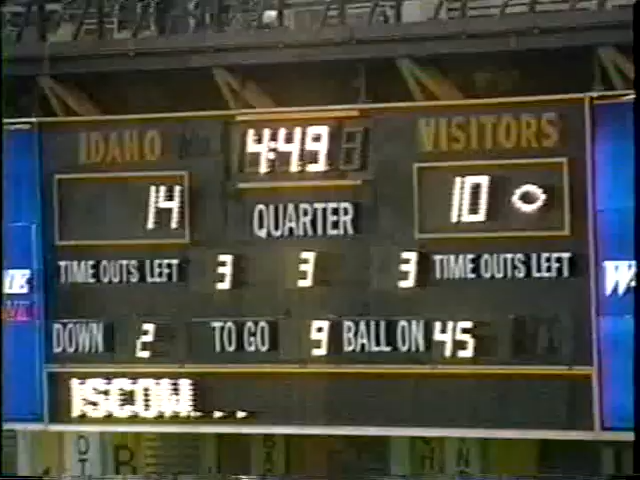 IDAHO 4:49 VISITORS
14 QUARTER 10
TIME OUTS LEFT 3 3 3 TIME OUTS LEFT
DOWN 2 TO GO 9 BALL ON 45
ISCOM...